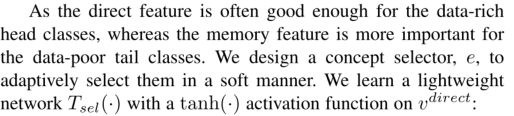 As the direct feature is often good enough for the data-rich
head classes, whereas the memory feature is more important for
the data-poor tail classes. We design a concept selector, e, to
adaptively select them in a soft manner. We learn a lightweight
network T_{sel}(·) with a tanh(·) activation function on v^{direct}: